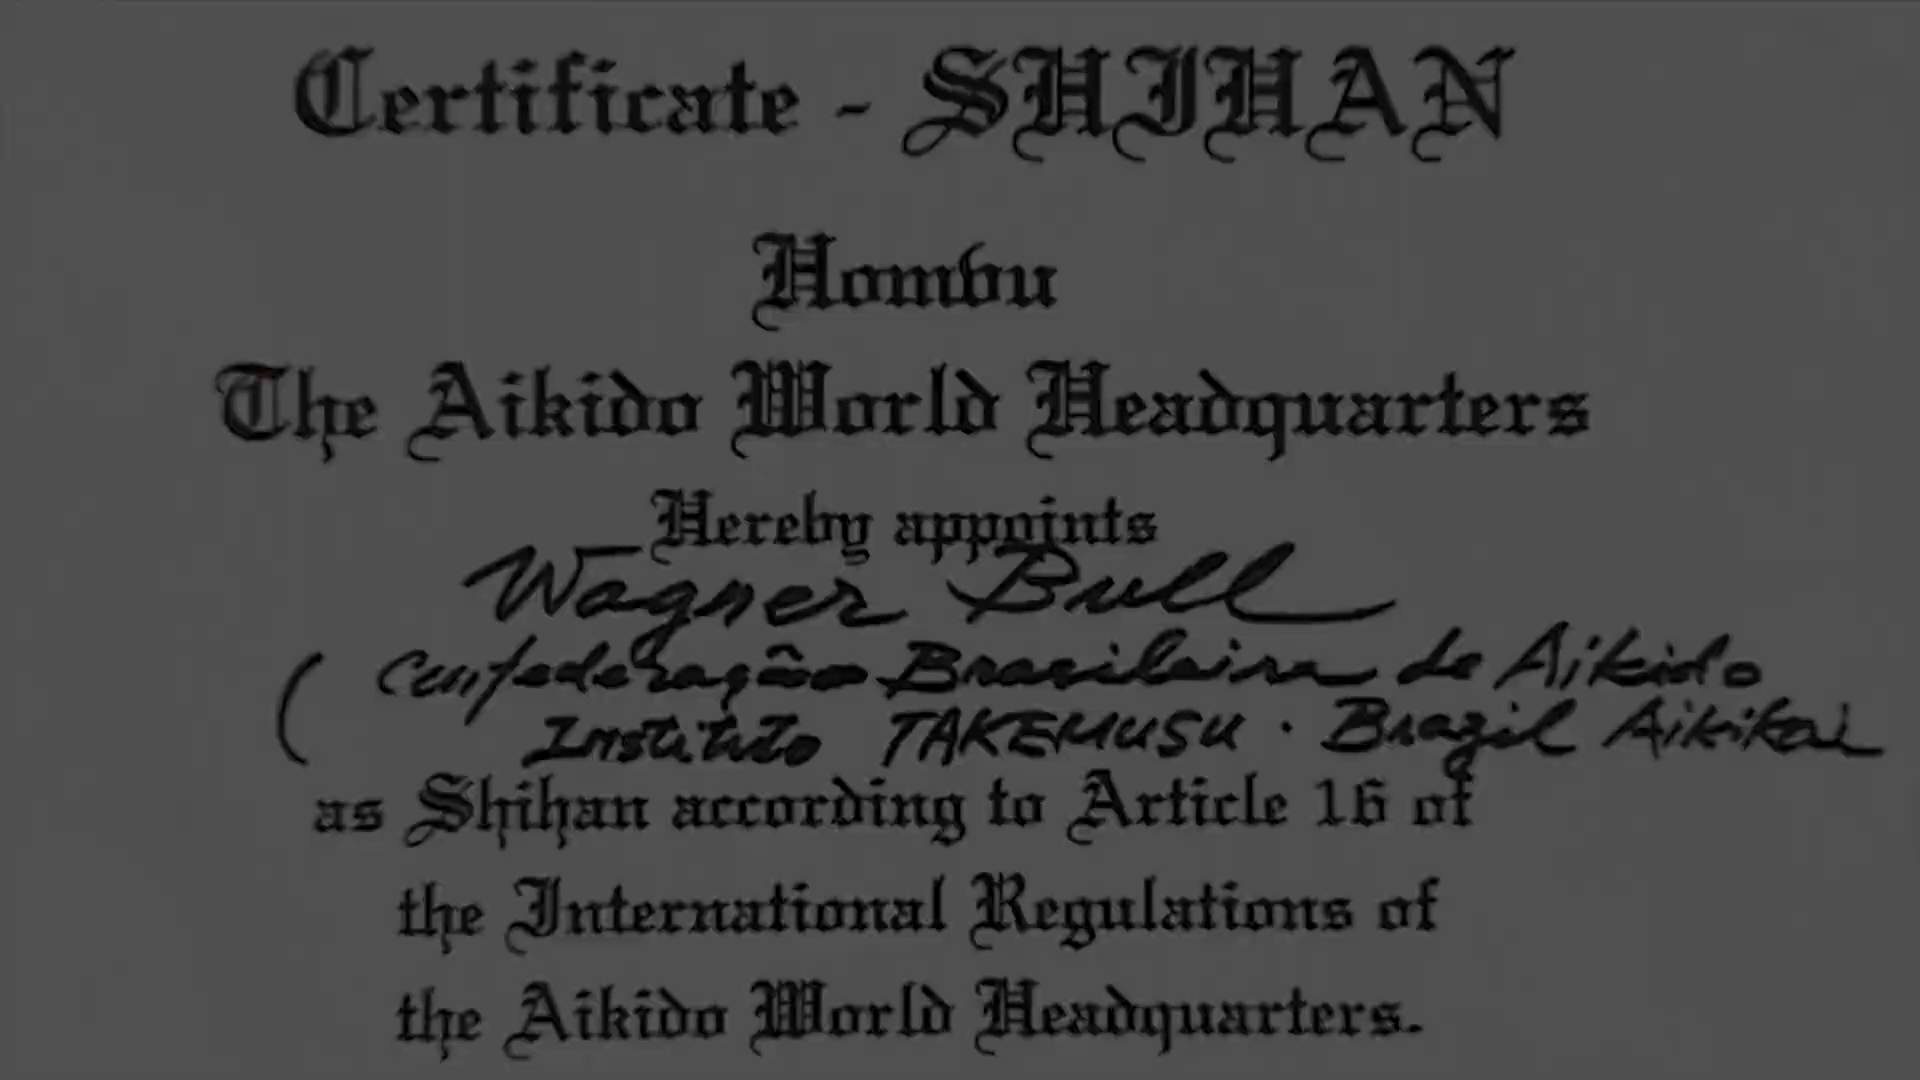 Certificate - SHIHAN
Hombu
The Aikido World Headquarters
Hereby appoints
Wagner Bull
( Confederação Brasileira de Aikido
Instituto TAKEMUSU · Brazil Aikikai
as Shihan according to Article 16 of
the International Regulations of
the Aikido World Headquarters.